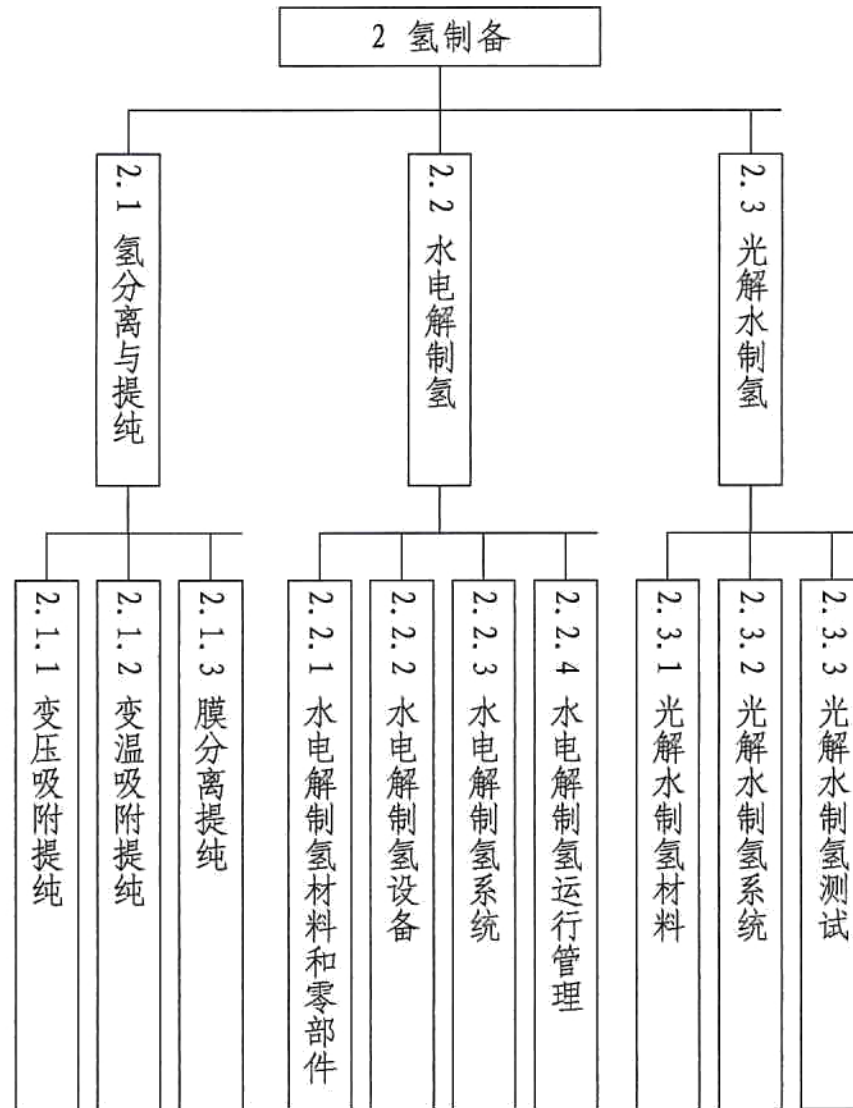 2 氢制备
2.1 氢分离与提纯
2.2 水电解制氢
2.3 光解水制氢
2.1.1 变压吸附提纯
2.1.2 变温吸附提纯
2.1.3 膜分离提纯
2.2.1 水电解制氢材料和零部件
2.2.2 水电解制氢设备
2.2.3 水电解制氢系统
2.2.4 水电解制氢运行管理
2.3.1 光解水制氢材料
2.3.2 光解水制氢系统
2.3.3 光解水制氢测试